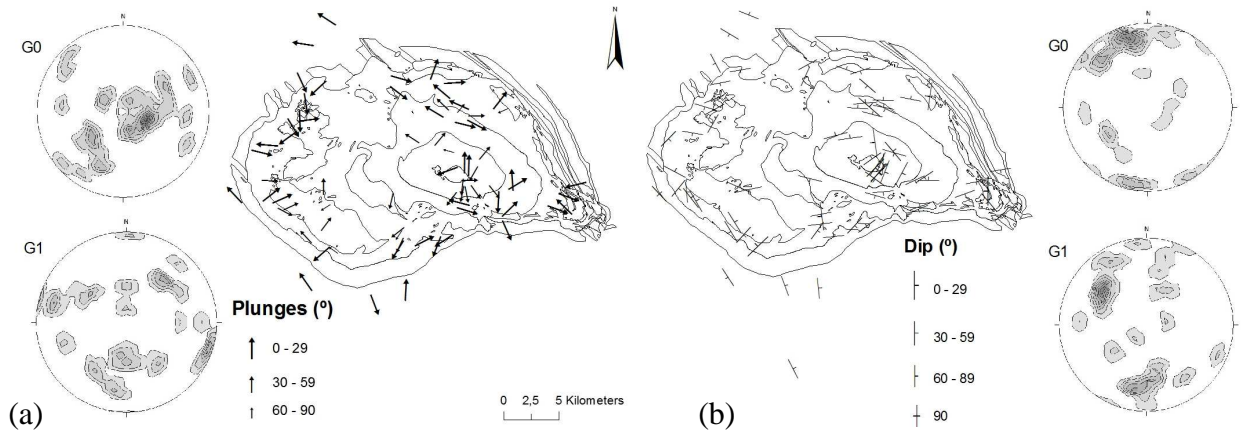 N
G0
N
G1
Plunges (º)
0 - 29
30 - 59
60 - 90
(a)
N
0 2,5 5 Kilometers
N
G0
N
G1
Dip (º)
0 - 29
30 - 59
60 - 89
90
(b)